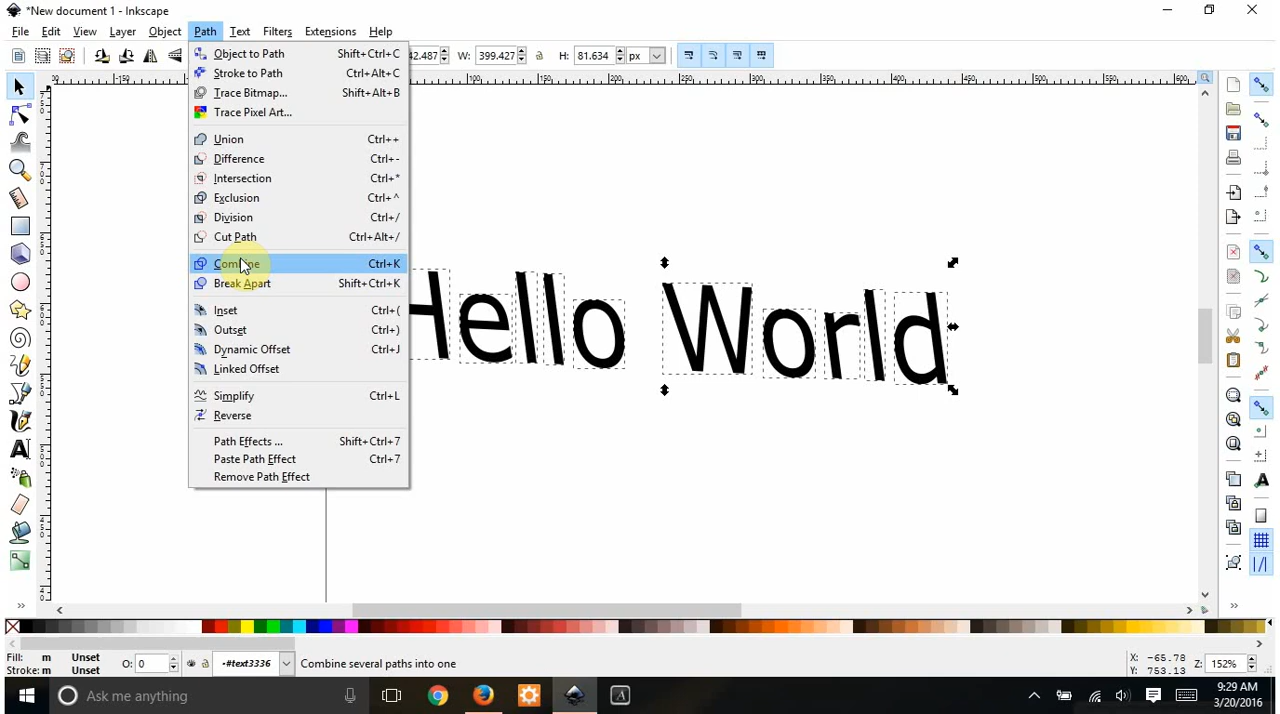 *New document 1 - Inkscape
File Edit View Layer Object Path Text Filters Extensions Help
Object to Path Shift+Ctrl+C
42.487 W: 399.427 H: 81.634 px
Stroke to Path Ctrl+Alt+C
Trace Bitmap... Shift+Alt+B
Trace Pixel Art...
Union Ctrl++
Difference Ctrl+-
Intersection Ctrl+*
Exclusion Ctrl+^
Division Ctrl+/
Cut Path Ctrl+Alt+/
Combine Ctrl+K
Break Apart Shift+Ctrl+K
Inset Ctrl+(
Outset Ctrl+)
Dynamic Offset Ctrl+J
Linked Offset
Simplify Ctrl+L
Reverse
Path Effects ... Shift+Ctrl+7
Paste Path Effect Ctrl+7
Remove Path Effect
Hello World
Fill: m Unset
Stroke: m Unset
O: 0
•#text3336
Combine several paths into one
X: -65.78
Y: 753.13
Z: 152%
Ask me anything
9:29 AM
3/20/2016